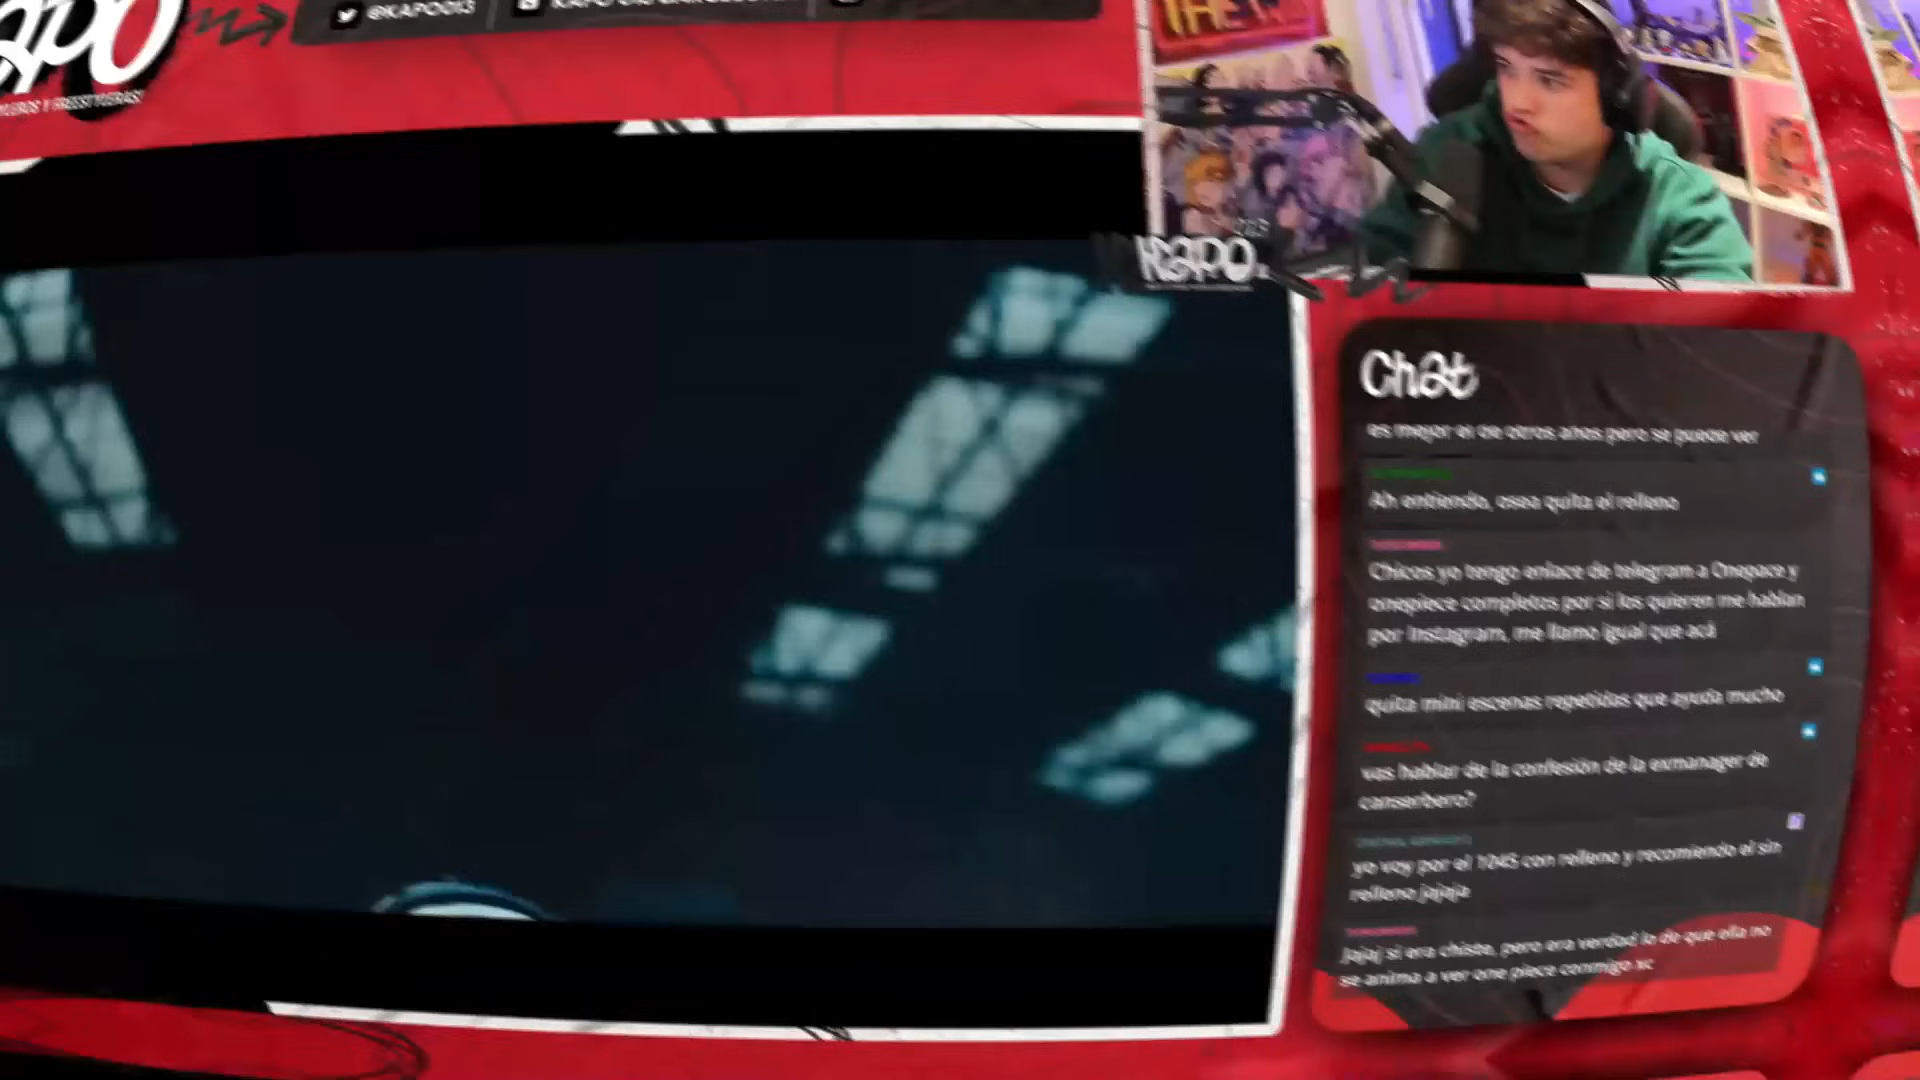 @KAPO013
THE W
KAPO
013
Chat
es mejor el de otros años pero se puede ver
Ah entiendo, osea quita el relleno
Chicos yo tengo enlace de telegram a Onepace y
onepiece completos por si los quieren me hablan
por Instagram, me llamo igual que acá
quita mini escenas repetidas que ayuda mucho
vas hablar de la confesión de la exmanager de
canserbero?
yo voy por el 1045 con relleno y recomiendo el sin
relleno jajaja
Jajaj si era chiste, pero era verdad lo de que ella no
se anima a ver one piece conmigo xc